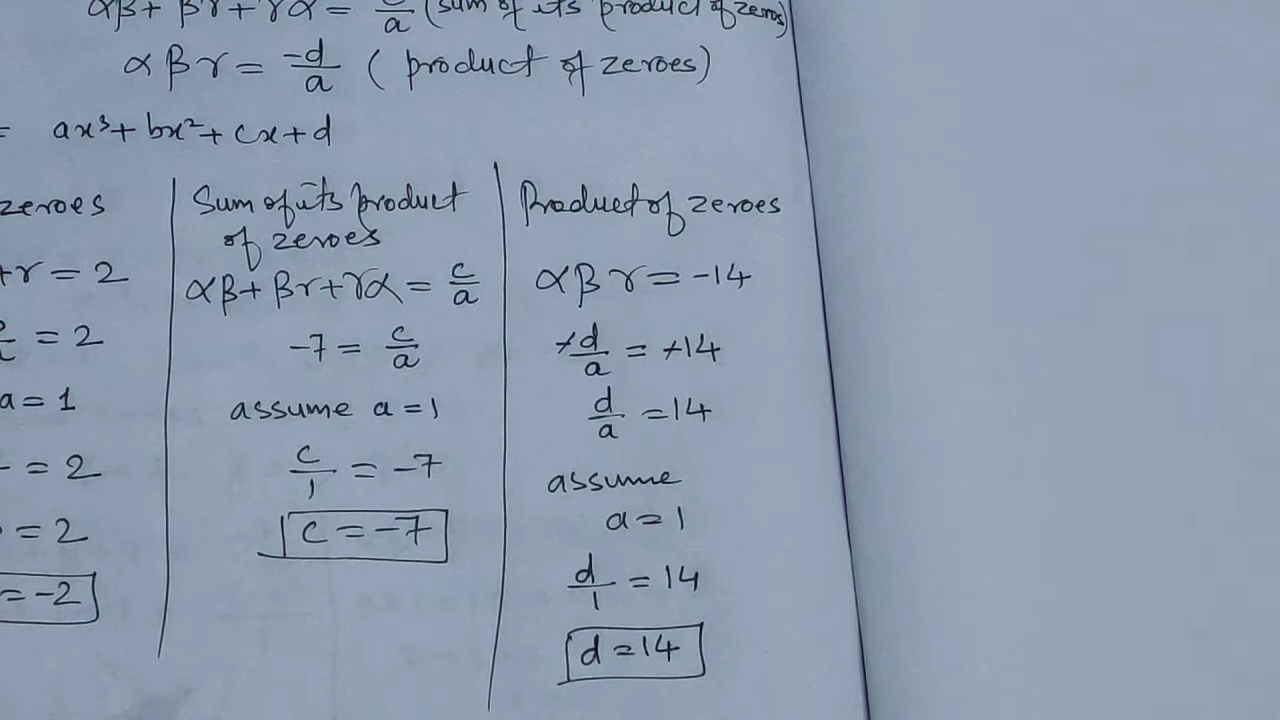 αβ + βγ + γα = c/a (sum of its product of zeros)
αβγ = -d/a (product of zeroes)
= ax³ + bx² + cx + d
zeroes
+γ = 2
= 2
a = 1
- = 2
= 2
= -2
Sum of its product
of zeroes
αβ + βγ + γα = c/a
-7 = c/a
assume a = 1
c/1 = -7
c = -7
Product of zeroes
αβγ = -14
-d/a = -14
d/a = 14
assume
a = 1
d/1 = 14
d = 14